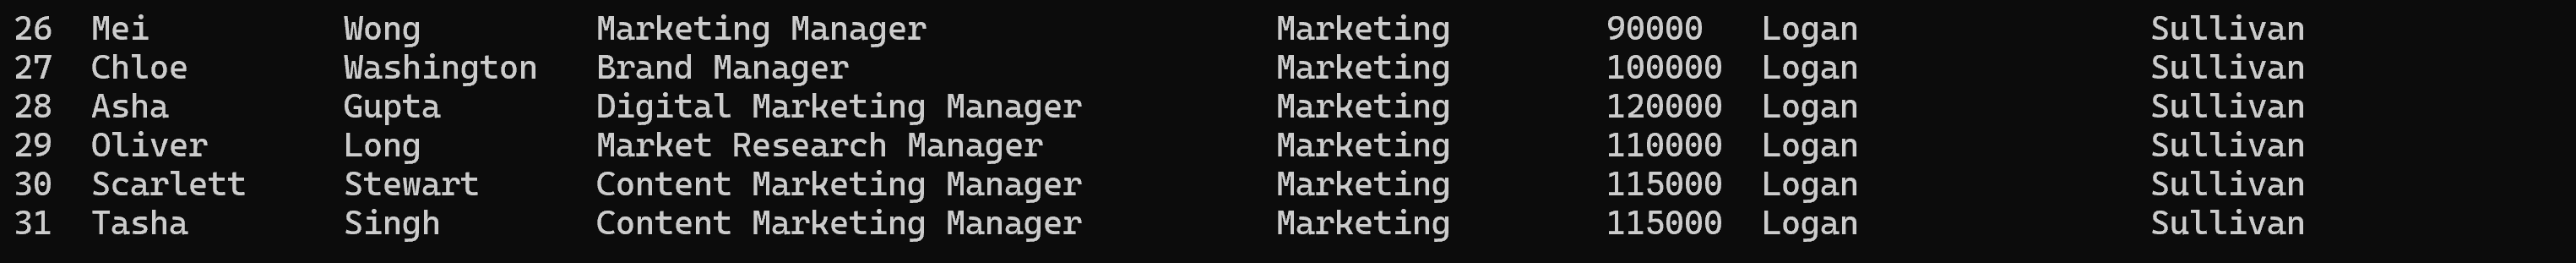 26  Mei          Wong         Marketing Manager                  Marketing        90000   Logan               Sullivan
27  Chloe        Washington   Brand Manager                      Marketing        100000  Logan               Sullivan
28  Asha         Gupta        Digital Marketing Manager          Marketing        120000  Logan               Sullivan
29  Oliver       Long         Market Research Manager            Marketing        110000  Logan               Sullivan
30  Scarlett     Stewart      Content Marketing Manager          Marketing        115000  Logan               Sullivan
31  Tasha        Singh        Content Marketing Manager          Marketing        115000  Logan               Sullivan